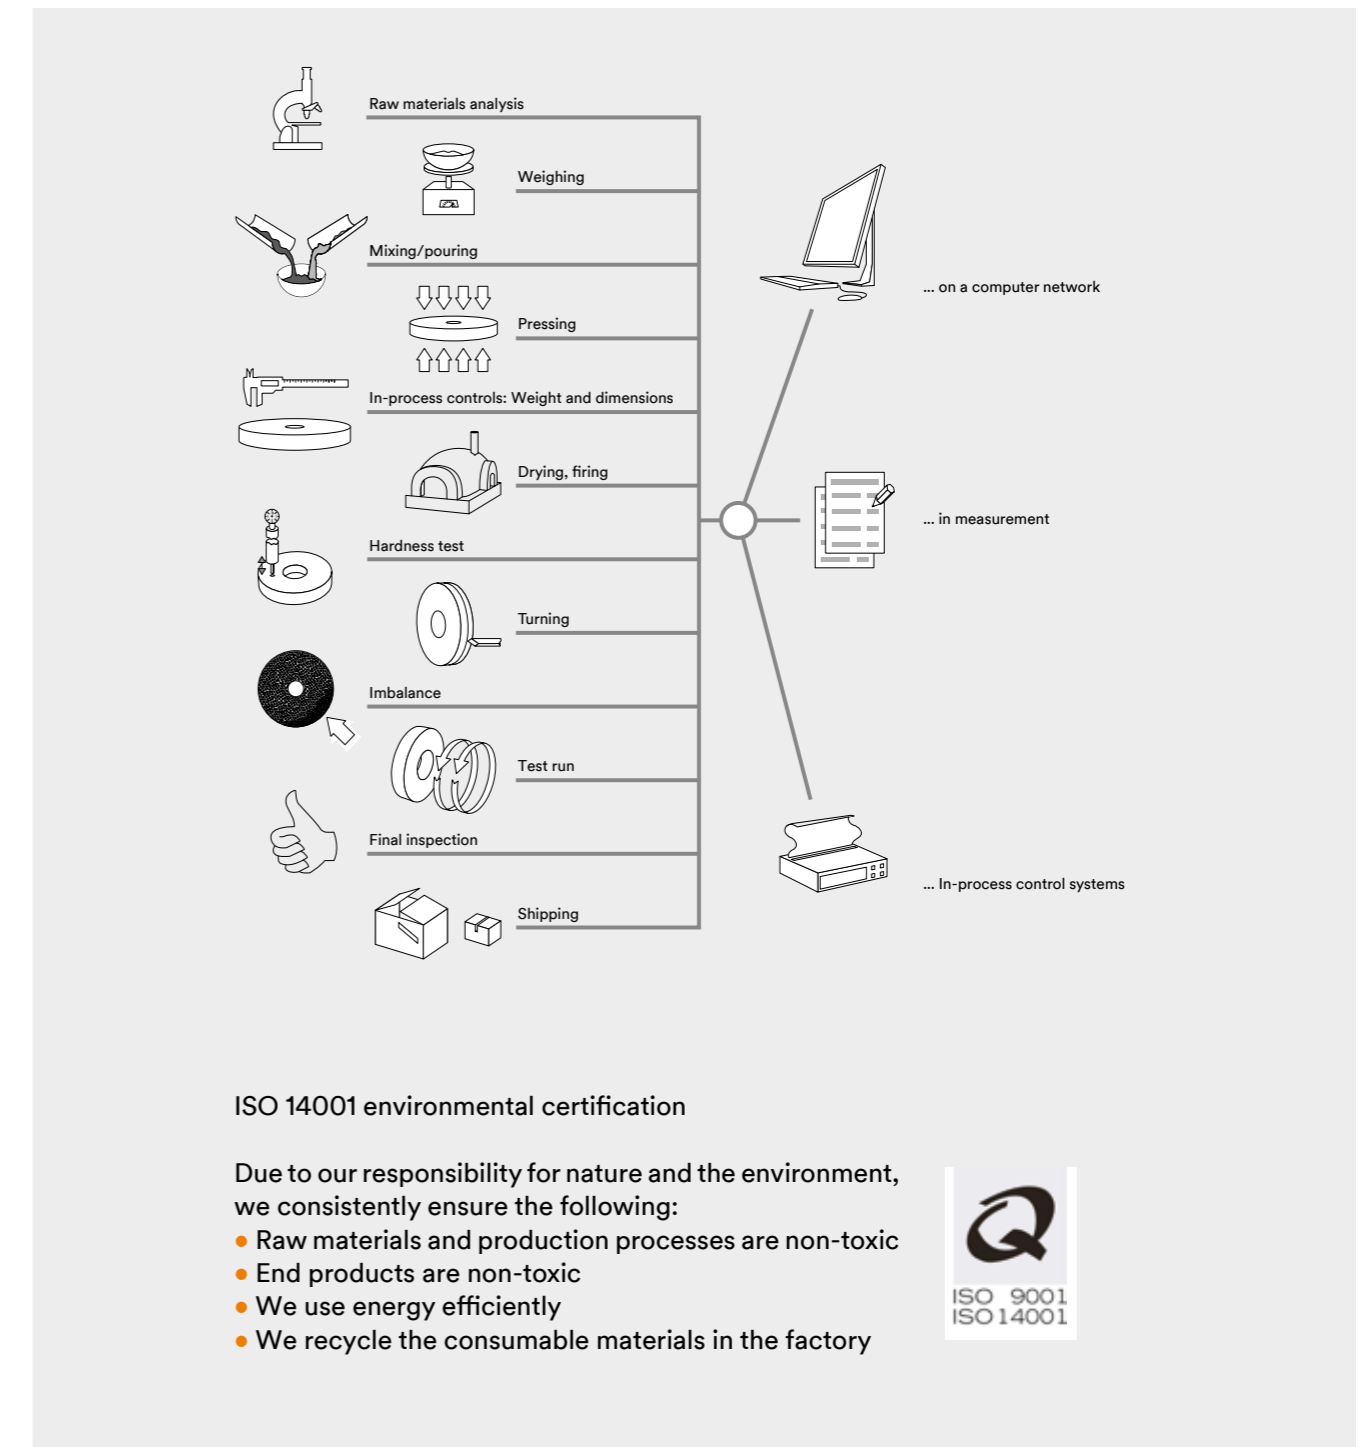 Raw materials analysis
Weighing
Mixing/pouring
Pressing
In-process controls: Weight and dimensions
Drying, firing
Hardness test
Turning
Imbalance
Test run
Final inspection
Shipping
... on a computer network
... in measurement
... In-process control systems
ISO 14001 environmental certification
Due to our responsibility for nature and the environment,
we consistently ensure the following:
● Raw materials and production processes are non-toxic
● End products are non-toxic
● We use energy efficiently
● We recycle the consumable materials in the factory
Q
ISO 9001
ISO14001